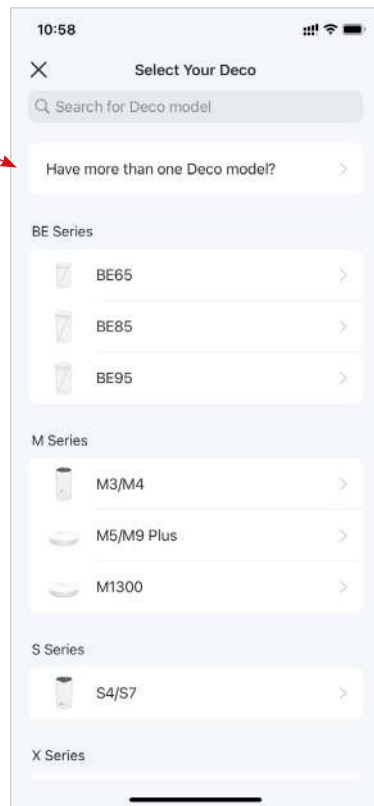 10:58
Select Your Deco
Search for Deco model
Have more than one Deco model?
BE Series
BE65
BE85
BE95
M Series
M3/M4
M5/M9 Plus
M1300
S Series
S4/S7
X Series